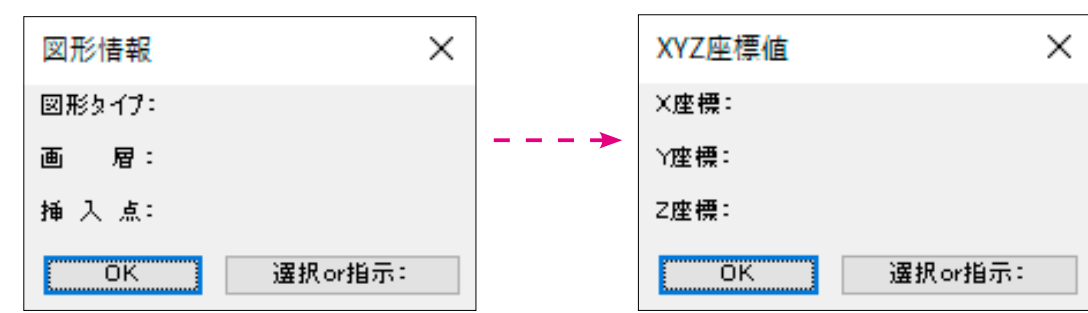 図形情報
図形タイプ:
画　　層:
挿 入 点:
OK
選択or指示:
XYZ座標値
X座標:
Y座標:
Z座標:
OK
選択or指示: